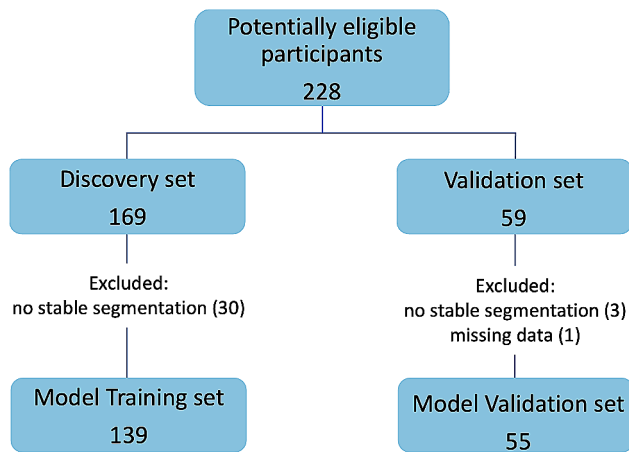 Potentially eligible
participants
228
Discovery set
169
Validation set
59
Excluded:
no stable segmentation (30)
Excluded:
no stable segmentation (3)
missing data (1)
Model Training set
139
Model Validation set
55